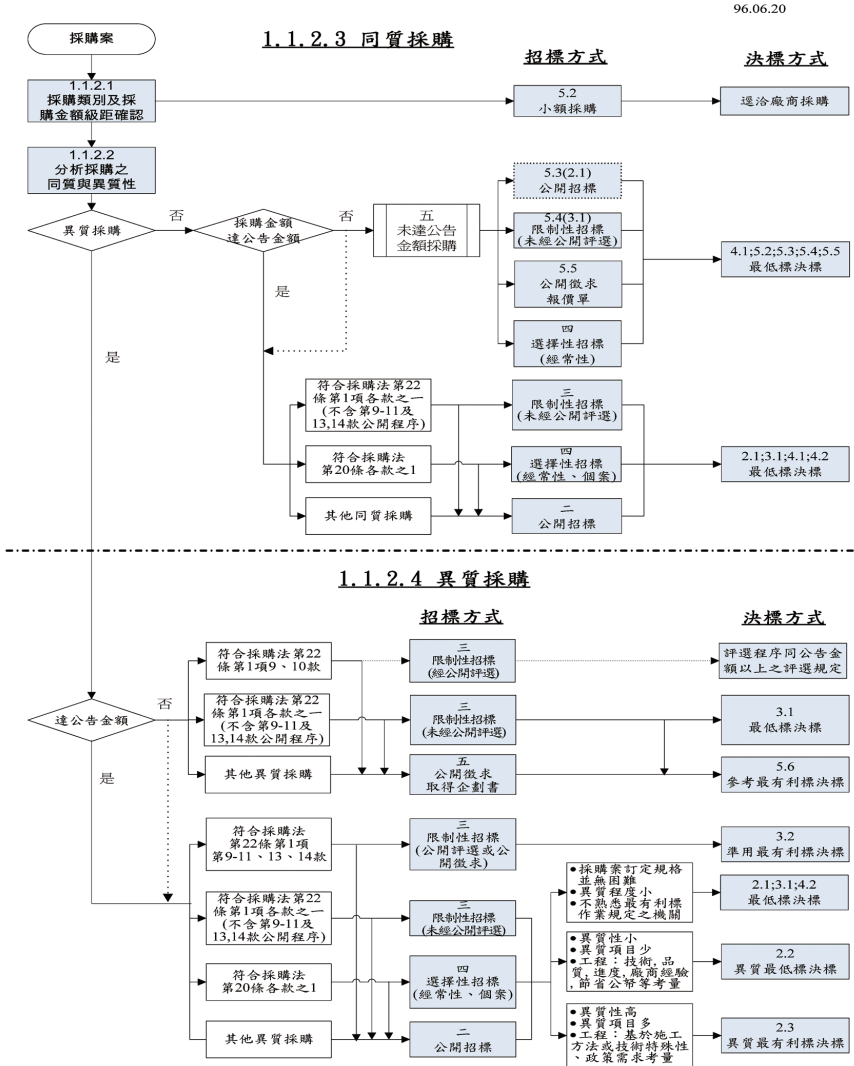 96.06.20
採購案
1.1.2.3 同質採購
招標方式
決標方式
1.1.2.1
採購類別及採
購金額級距確認
5.2
小額採購
逕洽廠商採購
1.1.2.2
分析採購之
同質與異質性
異質採購
否
採購金額
達公告金額
否
五
未達公告
金額採購
5.3(2.1)
公開招標
5.4(3.1)
限制性招標
(未經公開評選)
5.5
公開徵求
報價單
四
選擇性招標
(經常性)
4.1;5.2;5.3;5.4;5.5
最低標決標
是
是
符合採購法第22
條第1項各款之一
(不含第9-11及
13,14款公開程序)
三
限制性招標
(未經公開評選)
符合採購法
第20條各款之1
四
選擇性招標
(經常性、個案)
2.1;3.1;4.1;4.2
最低標決標
其他同質採購
二
公開招標
1.1.2.4 異質採購
招標方式
決標方式
符合採購法第22
條第1項9、10款
三
限制性招標
(經公開評選)
評選程序同公告金
額以上之評選規定
達公告金額
否
符合採購法第22
條第1項各款之一
(不含第9-11及
13,14款公開程序)
三
限制性招標
(未經公開評選)
3.1
最低標決標
是
其他異質採購
五
公開徵求
取得企劃書
5.6
參考最有利標決標
符合採購法
第22條第1項
第9-11、13、14款
三
限制性招標
(公開評選或公
開徵求)
3.2
準用最有利標決標
符合採購法第22
條第1項各款之一
(不含第9-11及
13,14款公開程序)
三
限制性招標
(未經公開評選)
●採購案訂定規格
並無困難
●異質程度小
●不熟悉最有利標
作業規定之機關
2.1;3.1;4.2
最低標決標
符合採購法
第20條各款之1
四
選擇性招標
(經常性、個案)
●異質性小
●異質項目少
●工程：技術,品
質,進度,廠商經驗
,節省公帑等考量
2.2
異質最低標決標
其他異質採購
二
公開招標
●異質性高
●異質項目多
●工程：基於施工
方法或技術特殊性
、政策需求考量
2.3
異質最有利標決標